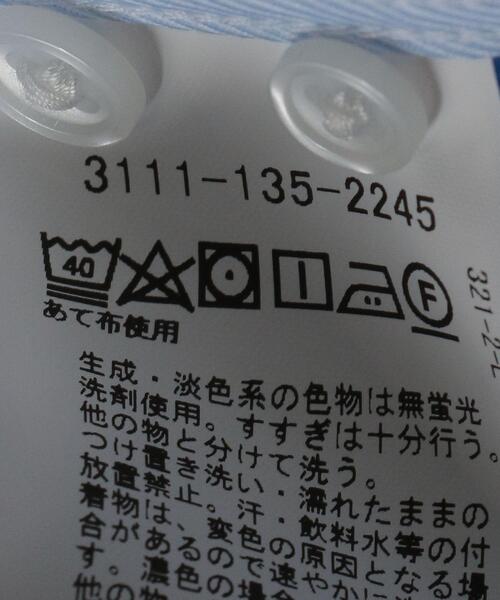 3111-135-2245
40
F
あて布使用
321-2-L
生成・淡色系の色物は無蛍光
洗剤使用。すすぎは十分行う。
他の物と分けて洗う。
つけ置き洗い・濡れたままの
放置禁止。汗・飲料水等の付
着は、変色の原因となる場
合があるので速やかに
す。濃色の場
他の物